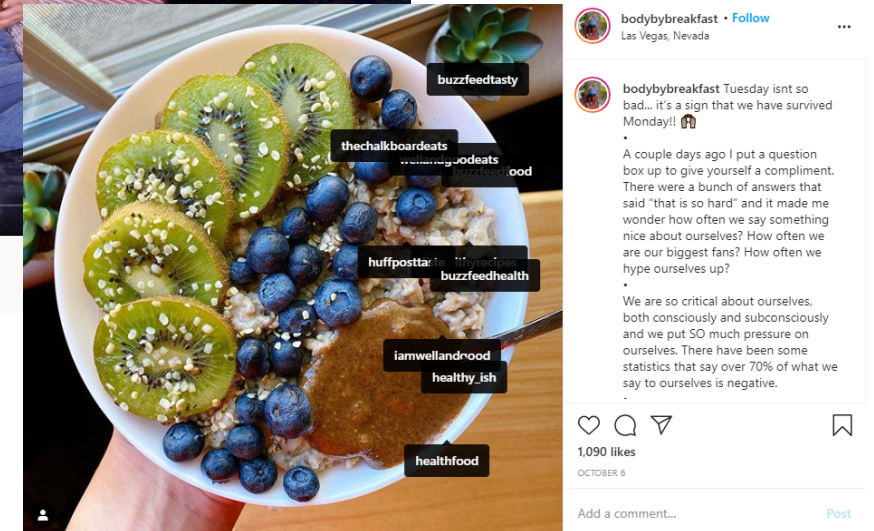 bodybybreakfast • Follow
Las Vegas, Nevada
buzzfeedtasty
thechalkboardeats
wellandgoodeats
buzzfeedfood
huffposttaste
buzzfeedhealth
iamwellandgood
healthy_ish
healthfood
bodybybreakfast Tuesday isnt so
bad... it's a sign that we have survived
Monday!!
•
A couple days ago I put a question
box up to give yourself a compliment.
There were a bunch of answers that
said “that is so hard” and it made me
wonder how often we say something
nice about ourselves? How often we
are our biggest fans? How often we
hype ourselves up?
•
We are so critical about ourselves,
both consciously and subconsciously
and we put SO much pressure on
ourselves. There have been some
statistics that say over 70% of what we
say to ourselves is negative.
1,090 likes
OCTOBER 6
Add a comment...
Post